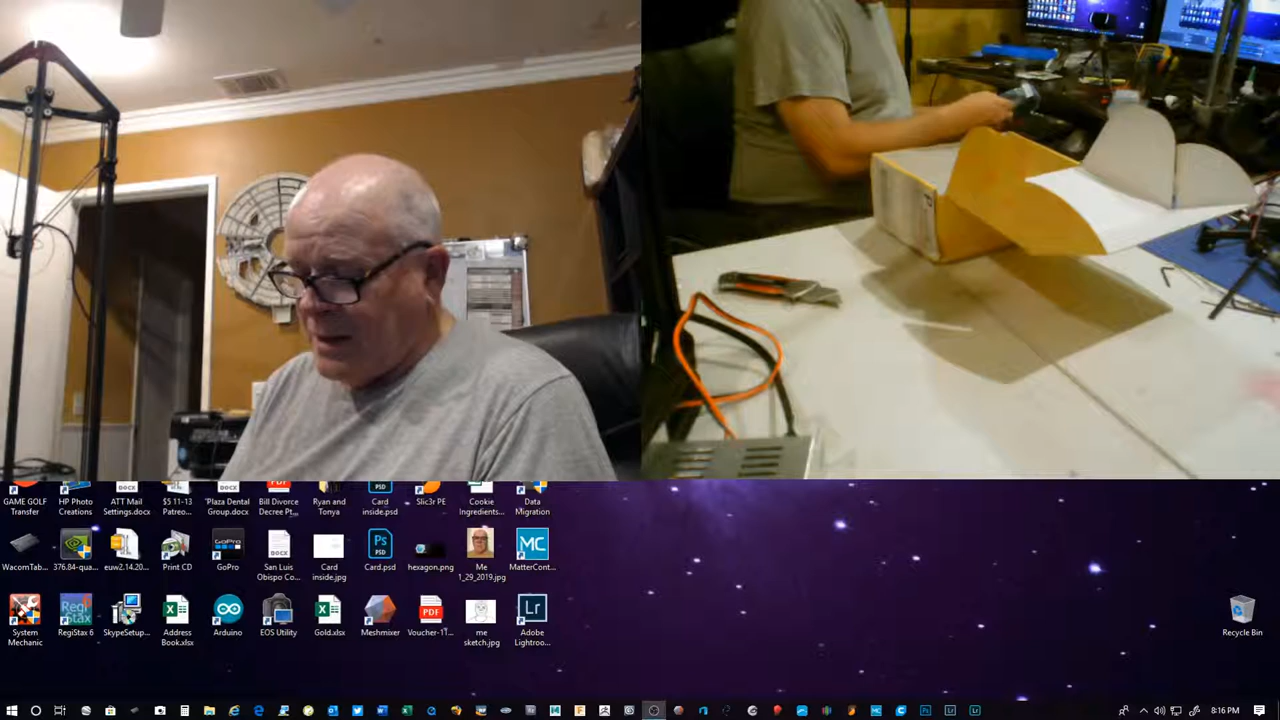 GAME GOLF Transfer
HP Photo Creations
ATT Mail Settings.docx
$5 11-13 Patreo...
"Plaza Dental Group.docx
Bill Divorce Decree Pt...
Ryan and Tonya
Card inside.psd
Slic3r PE
Cookie Ingredients...
Data Migration
WacomTab...
376.84-qua...
euw2.14.20...
Print CD
GoPro
San Luis Obispo Co...
Card inside.jpg
Card.psd
hexagon.png
Me 1_29_2019.jpg
MatterCont...
System Mechanic
RegiStax 6
SkypeSetup...
Address Book.xlsx
Arduino
EOS Utility
Gold.xlsx
Meshmixer
Voucher-1T...
me sketch.jpg
Adobe Lightroo...
Recycle Bin
8:16 PM